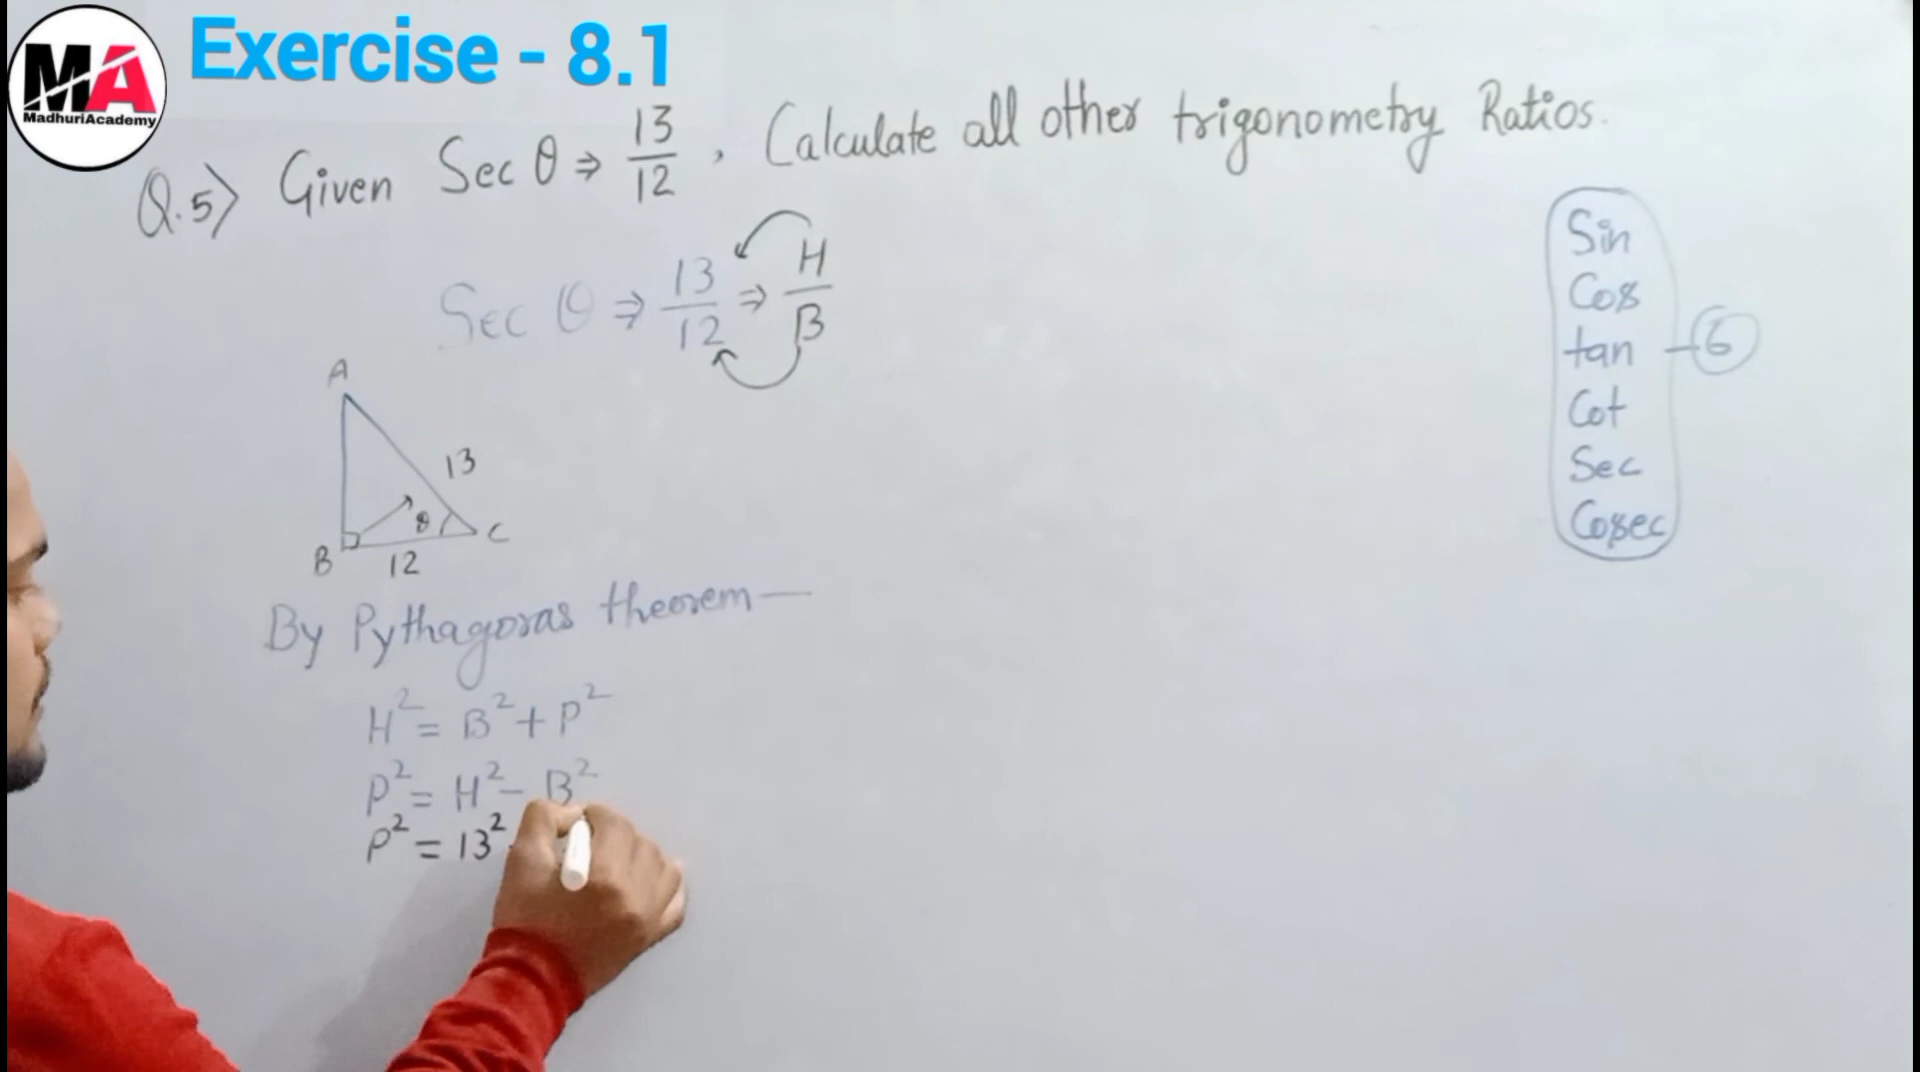 MA
MadhuriAcademy
Exercise - 8.1
Q.5> Given Sec θ ⇒ 13/12 , Calculate all other trigonometry Ratios.
Sec θ ⇒ 13/12 ⇒ H/B
Sin
Cos
tan – 6
Cot
Sec
Cosec
A
13
θ
B
12
C
By Pythagoras theorem —
H² = B² + P²
P² = H² – B²
P² = 13²